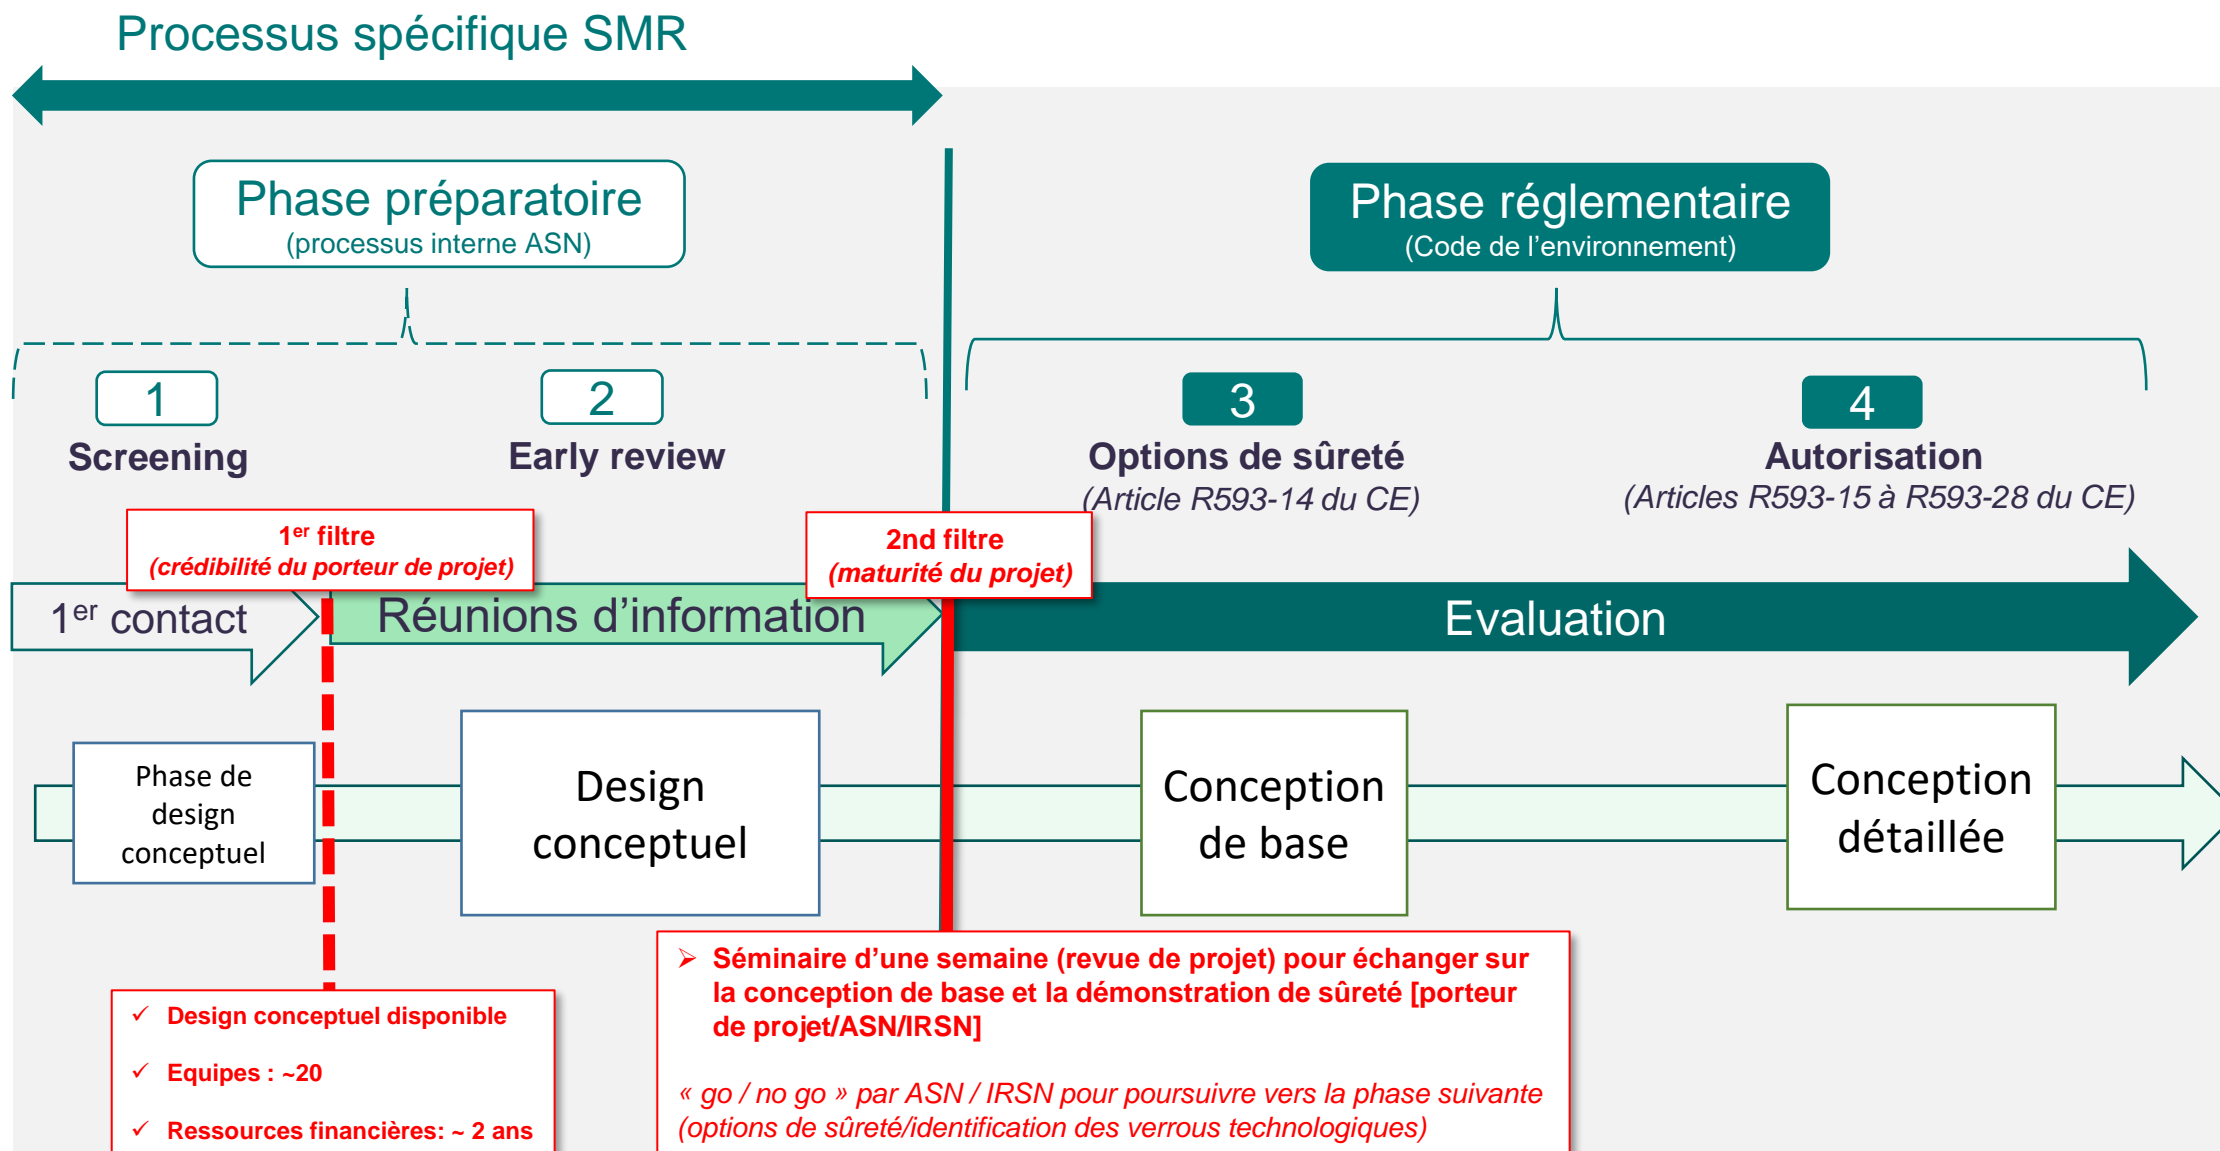 Processus spécifique SMR
Phase préparatoire
(processus interne ASN)
Phase réglementaire
(Code de l'environnement)
1
Screening
2
Early review
3
Options de sûreté
(Article R593-14 du CE)
4
Autorisation
(Articles R593-15 à R593-28 du CE)
1er filtre
(crédibilité du porteur de projet)
2nd filtre
(maturité du projet)
1er contact
Réunions d'information
Evaluation
Phase de
design
conceptuel
Design
conceptuel
Conception
de base
Conception
détaillée
✓ Design conceptuel disponible
✓ Equipes : ~20
✓ Ressources financières: ~ 2 ans
➢ Séminaire d'une semaine (revue de projet) pour échanger sur
la conception de base et la démonstration de sûreté [porteur
de projet/ASN/IRSN]
« go / no go » par ASN / IRSN pour poursuivre vers la phase suivante
(options de sûreté/identification des verrous technologiques)